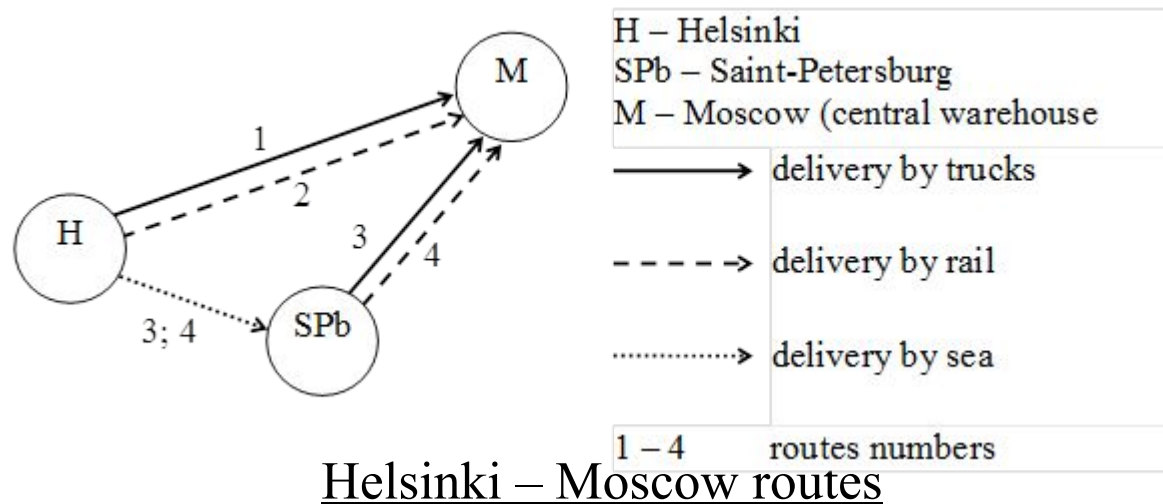 M
1
2
H
3
4
3; 4
SPb
H – Helsinki
SPb – Saint-Petersburg
M – Moscow (central warehouse
delivery by trucks
delivery by rail
delivery by sea
1 – 4 routes numbers
Helsinki – Moscow routes